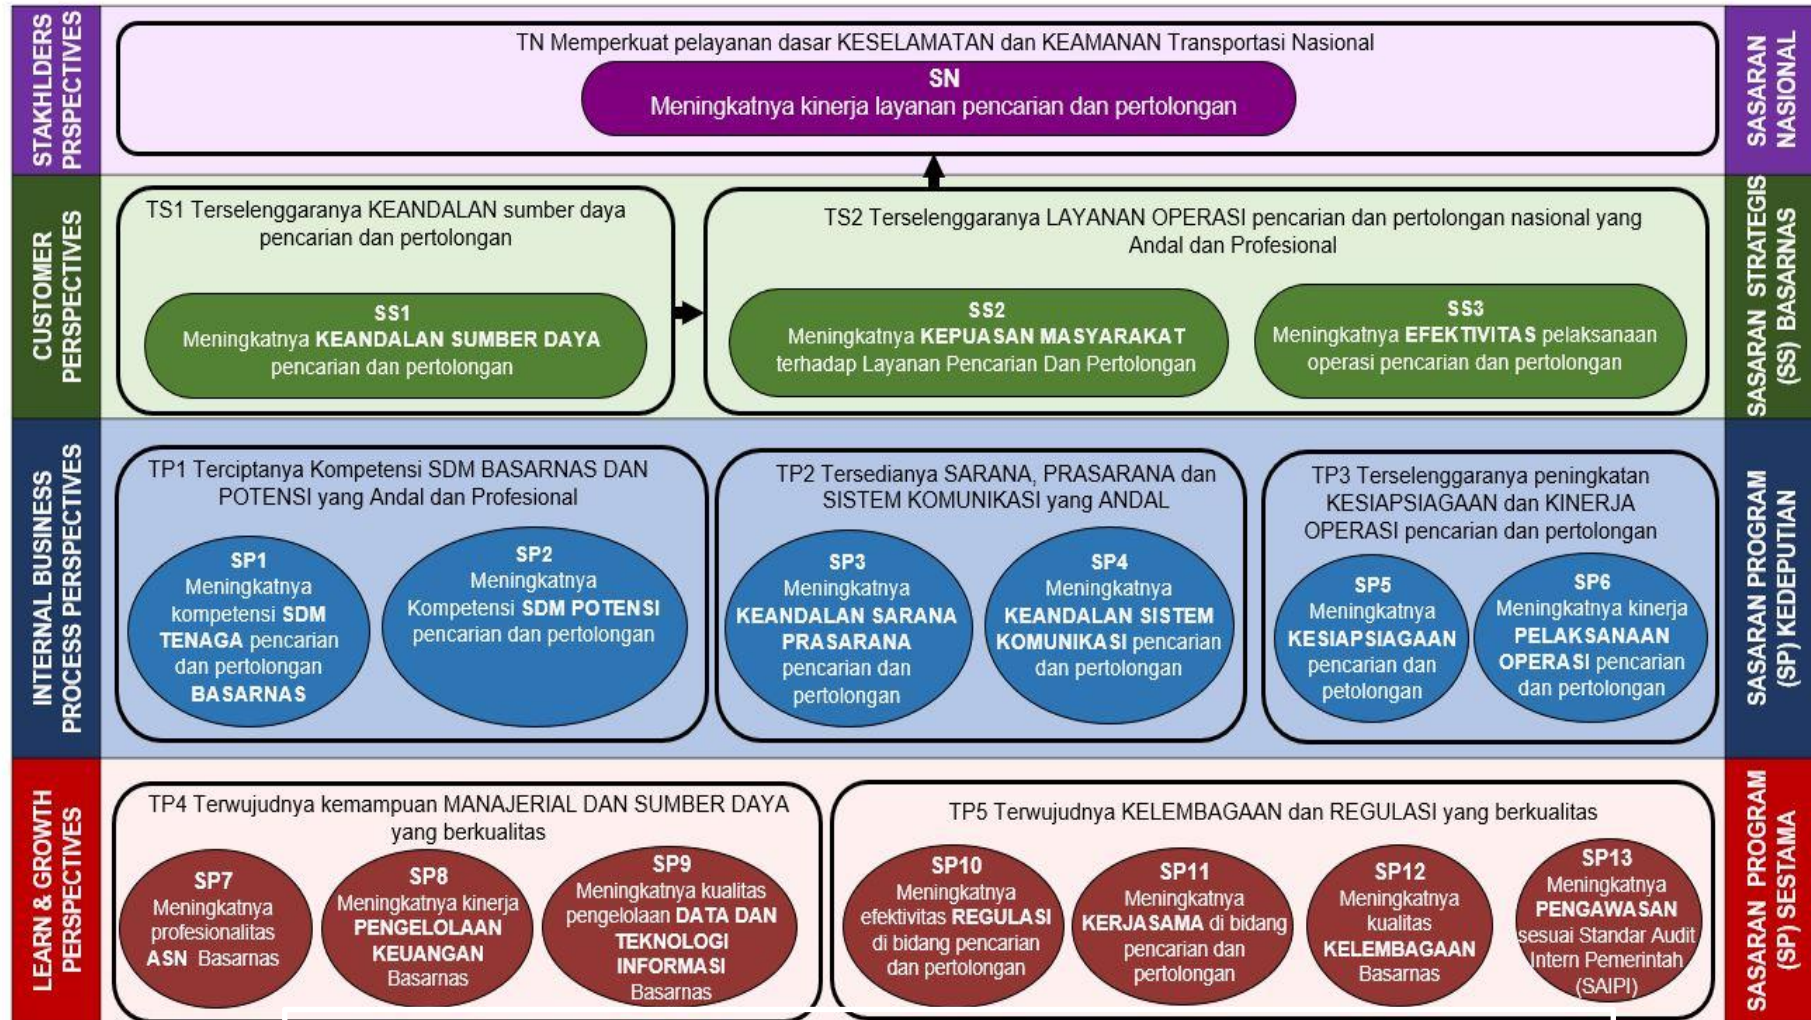 STAKHLDERS
PRSPECTIVES
TN Memperkuat pelayanan dasar KESELAMATAN dan KEAMANAN Transportasi Nasional
SN
Meningkatnya kinerja layanan pencarian dan pertolongan
SASARAN
NASIONAL
CUSTOMER
PERSPECTIVES
TS1 Terselenggaranya KEANDALAN sumber daya
pencarian dan pertolongan
SS1
Meningkatnya KEANDALAN SUMBER DAYA
pencarian dan pertolongan
TS2 Terselenggaranya LAYANAN OPERASI pencarian dan pertolongan nasional yang
Andal dan Profesional
SS2
Meningkatnya KEPUASAN MASYARAKAT
terhadap Layanan Pencarian Dan Pertolongan
SS3
Meningkatnya EFEKTIVITAS pelaksanaan
operasi pencarian dan pertolongan
SASARAN STRATEGIS
(SS) BASARNAS
INTERNAL BUSINESS
PROCESS PERSPECTIVES
TP1 Terciptanya Kompetensi SDM BASARNAS DAN
POTENSI yang Andal dan Profesional
SP1
Meningkatnya
kompetensi SDM
TENAGA pencarian
dan pertolongan
BASARNAS
SP2
Meningkatnya
Kompetensi SDM POTENSI
pencarian dan pertolongan
TP2 Tersedianya SARANA, PRASARANA dan
SISTEM KOMUNIKASI yang ANDAL
SP3
Meningkatnya
KEANDALAN SARANA
PRASARANA
pencarian dan
pertolongan
SP4
Meningkatnya
KEANDALAN SISTEM
KOMUNIKASI pencarian
dan pertolongan
TP3 Terselenggaranya peningkatan
KESIAPSIAGAAN dan KINERJA
OPERASI pencarian dan pertolongan
SP5
Meningkatnya
KESIAPSIAGAAN
pencarian dan
petolongan
SP6
Meningkatnya kinerja
PELAKSANAAN
OPERASI pencarian
dan pertolongan
SASARAN PROGRAM
(SP) KEDEPUTIAN
LEARN & GROWTH
PERSPECTIVES
TP4 Terwujudnya kemampuan MANAJERIAL DAN SUMBER DAYA
yang berkualitas
SP7
Meningkatnya
profesionalitas
ASN Basarnas
SP8
Meningkatnya kinerja
PENGELOLAAN
KEUANGAN
Basarnas
SP9
Meningkatnya kualitas
pengelolaan DATA DAN
TEKNOLOGI
INFORMASI
Basarnas
TP5 Terwujudnya KELEMBAGAAN dan REGULASI yang berkualitas
SP10
Meningkatnya
efektivitas REGULASI
di bidang pencarian
dan pertolongan
SP11
Meningkatnya
KERJASAMA di bidang
pencarian dan
pertolongan
SP12
Meningkatnya
kualitas
KELEMBAGAAN
Basarnas
SP13
Meningkatnya
PENGAWASAN
sesuai Standar Audit
Intern Pemerintah
(SAIPI)
SASARAN PROGRAM
(SP) SESTAMA